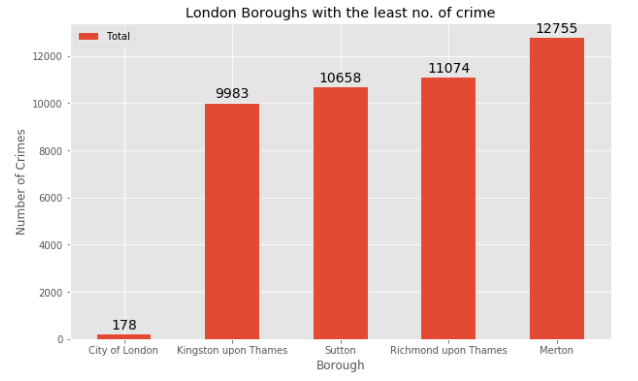 London Boroughs with the least no. of crime
Total
12755
11074
10658
9983
178
12000
10000
8000
6000
4000
2000
0
Number of Crimes
City of London
Kingston upon Thames
Sutton
Richmond upon Thames
Merton
Borough